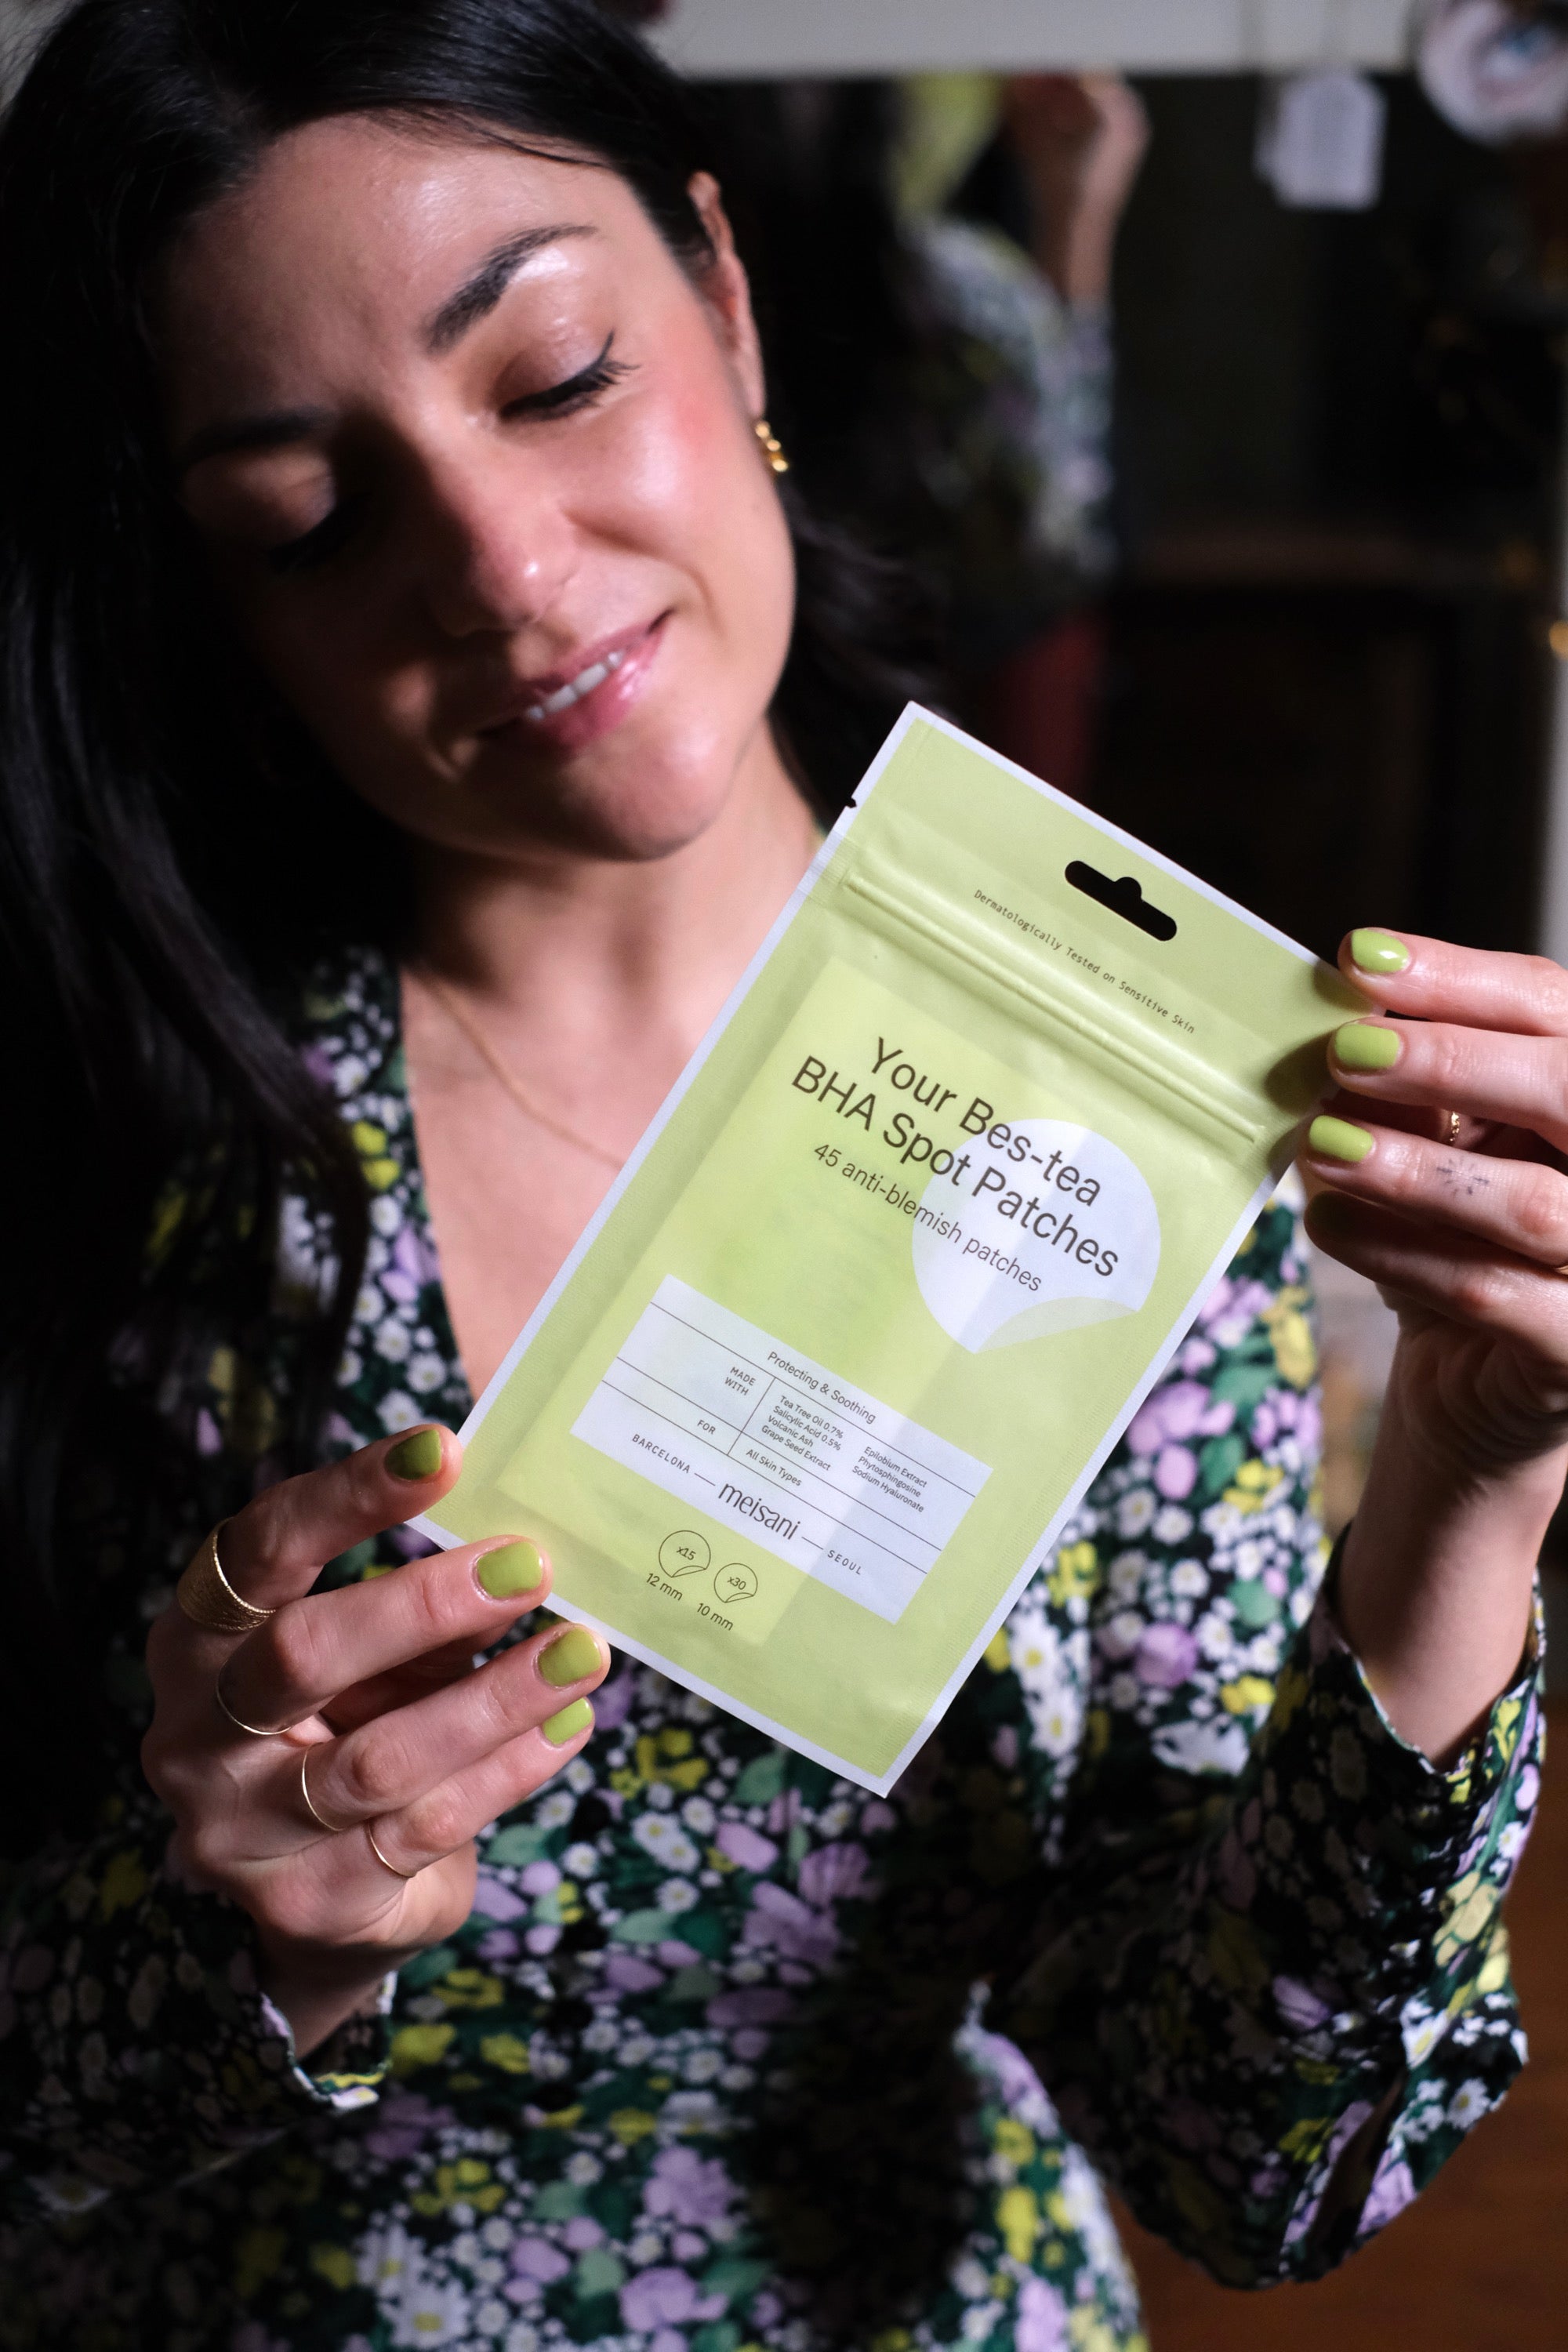 Dermatologically Tested on Sensitive Skin
Your Bes-tea
BHA Spot Patches
45 anti-blemish patches
Protecting & Soothing
MADE
WITH
Tea Tree Oil 0.7%
Salicylic Acid 0.5%
Volcanic Ash
Grape Seed Extract
Epilobium Extract
Phytosphingosine
Sodium Hyaluronate
FOR
All Skin Types
BARCELONA — meisani — SEOUL
x15
12 mm
x30
10 mm